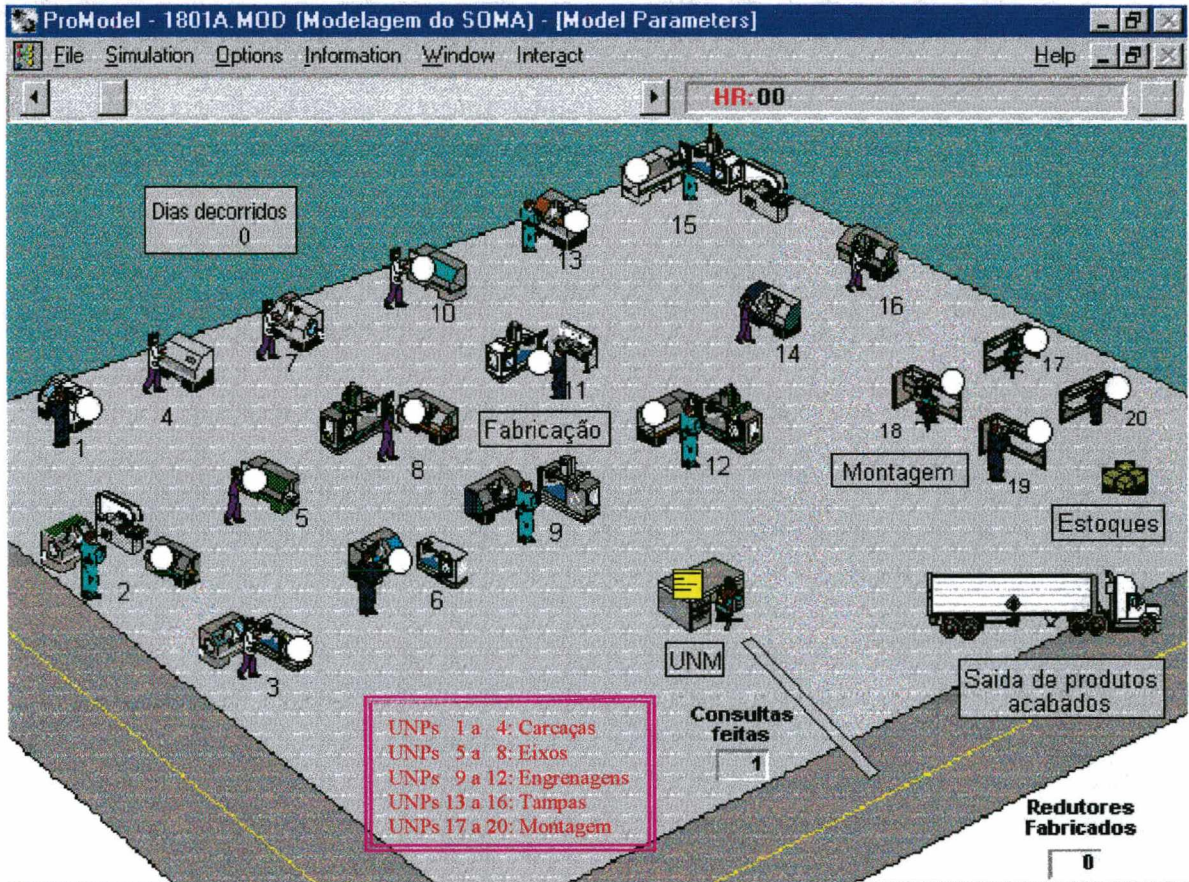 ProModel - 1801A.MOD (Modelagem do SOMA) - [Model Parameters]
File Simulation Options Information Window Interact Help
HR:00
Dias decorridos
0
15
13
16
10
14
7
17
11
4
20
1
18
Fabricação
8
12
Montagem
19
5
9
Estoques
2
6
UNM
3
Saida de produtos
acabados
UNPs 1 a 4: Carcaças
UNPs 5 a 8: Eixos
UNPs 9 a 12: Engrenagens
UNPs 13 a 16: Tampas
UNPs 17 a 20: Montagem
Consultas
feitas
1
Redutores
Fabricados
0